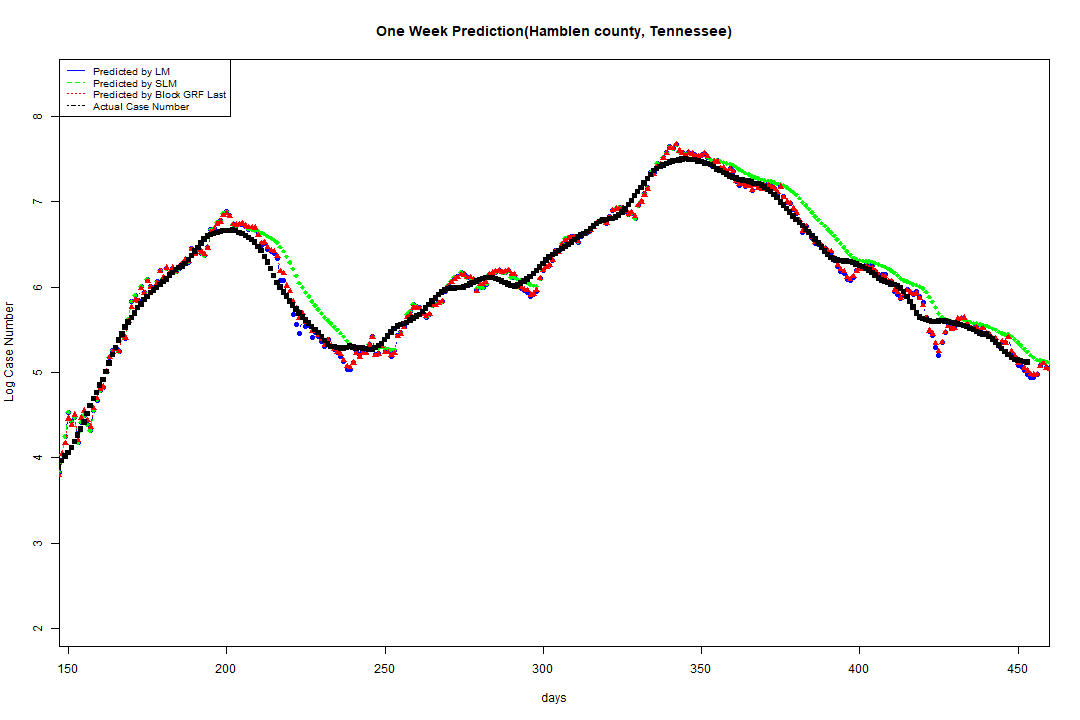 One Week Prediction(Hamblen county, Tennessee)
Predicted by LM
Predicted by SLM
Predicted by Block GRF Last
Actual Case Number
Log Case Number
8
7
6
5
4
3
2
150 200 250 300 350 400 450
days